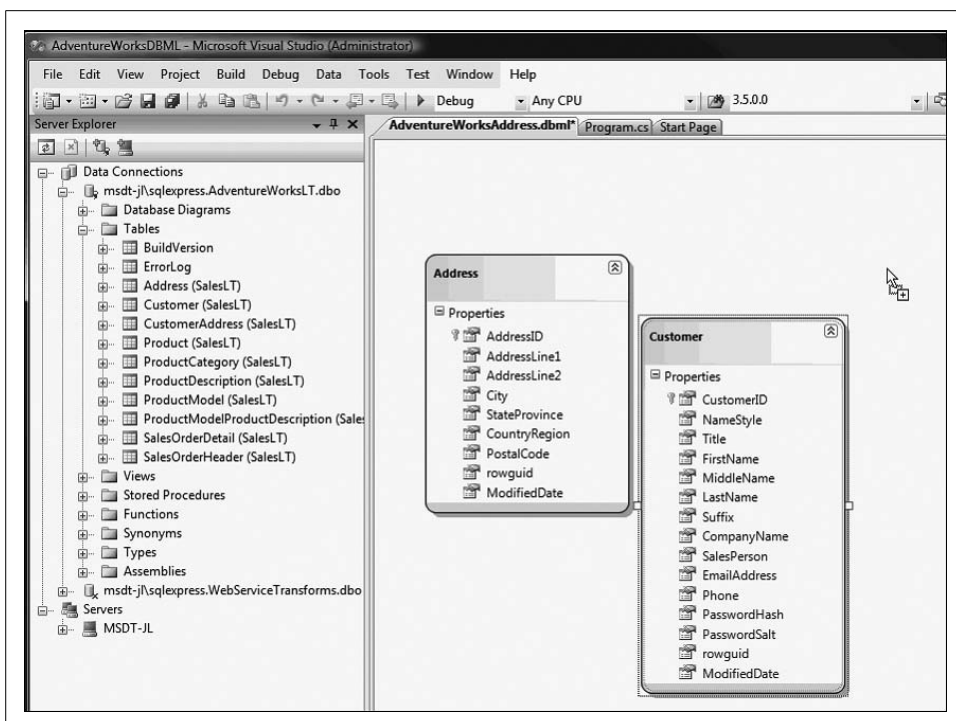 AdventureWorksDBML - Microsoft Visual Studio (Administrator)
File Edit View Project Build Debug Data Tools Test Window Help
Debug Any CPU 3.5.0.0
Server Explorer
AdventureWorksAddress.dbml* Program.cs Start Page
Data Connections
msdt-jl\sqlexpress.AdventureWorksLT.dbo
Database Diagrams
Tables
BuildVersion
ErrorLog
Address (SalesLT)
Customer (SalesLT)
CustomerAddress (SalesLT)
Product (SalesLT)
ProductCategory (SalesLT)
ProductDescription (SalesLT)
ProductModel (SalesLT)
ProductModelProductDescription (Sale
SalesOrderDetail (SalesLT)
SalesOrderHeader (SalesLT)
Views
Stored Procedures
Functions
Synonyms
Types
Assemblies
msdt-jl\sqlexpress.WebServiceTransforms.dbo
Servers
MSDT-JL
Address
Properties
AddressID
AddressLine1
AddressLine2
City
StateProvince
CountryRegion
PostalCode
rowguid
ModifiedDate
Customer
Properties
CustomerID
NameStyle
Title
FirstName
MiddleName
LastName
Suffix
CompanyName
SalesPerson
EmailAddress
Phone
PasswordHash
PasswordSalt
rowguid
ModifiedDate